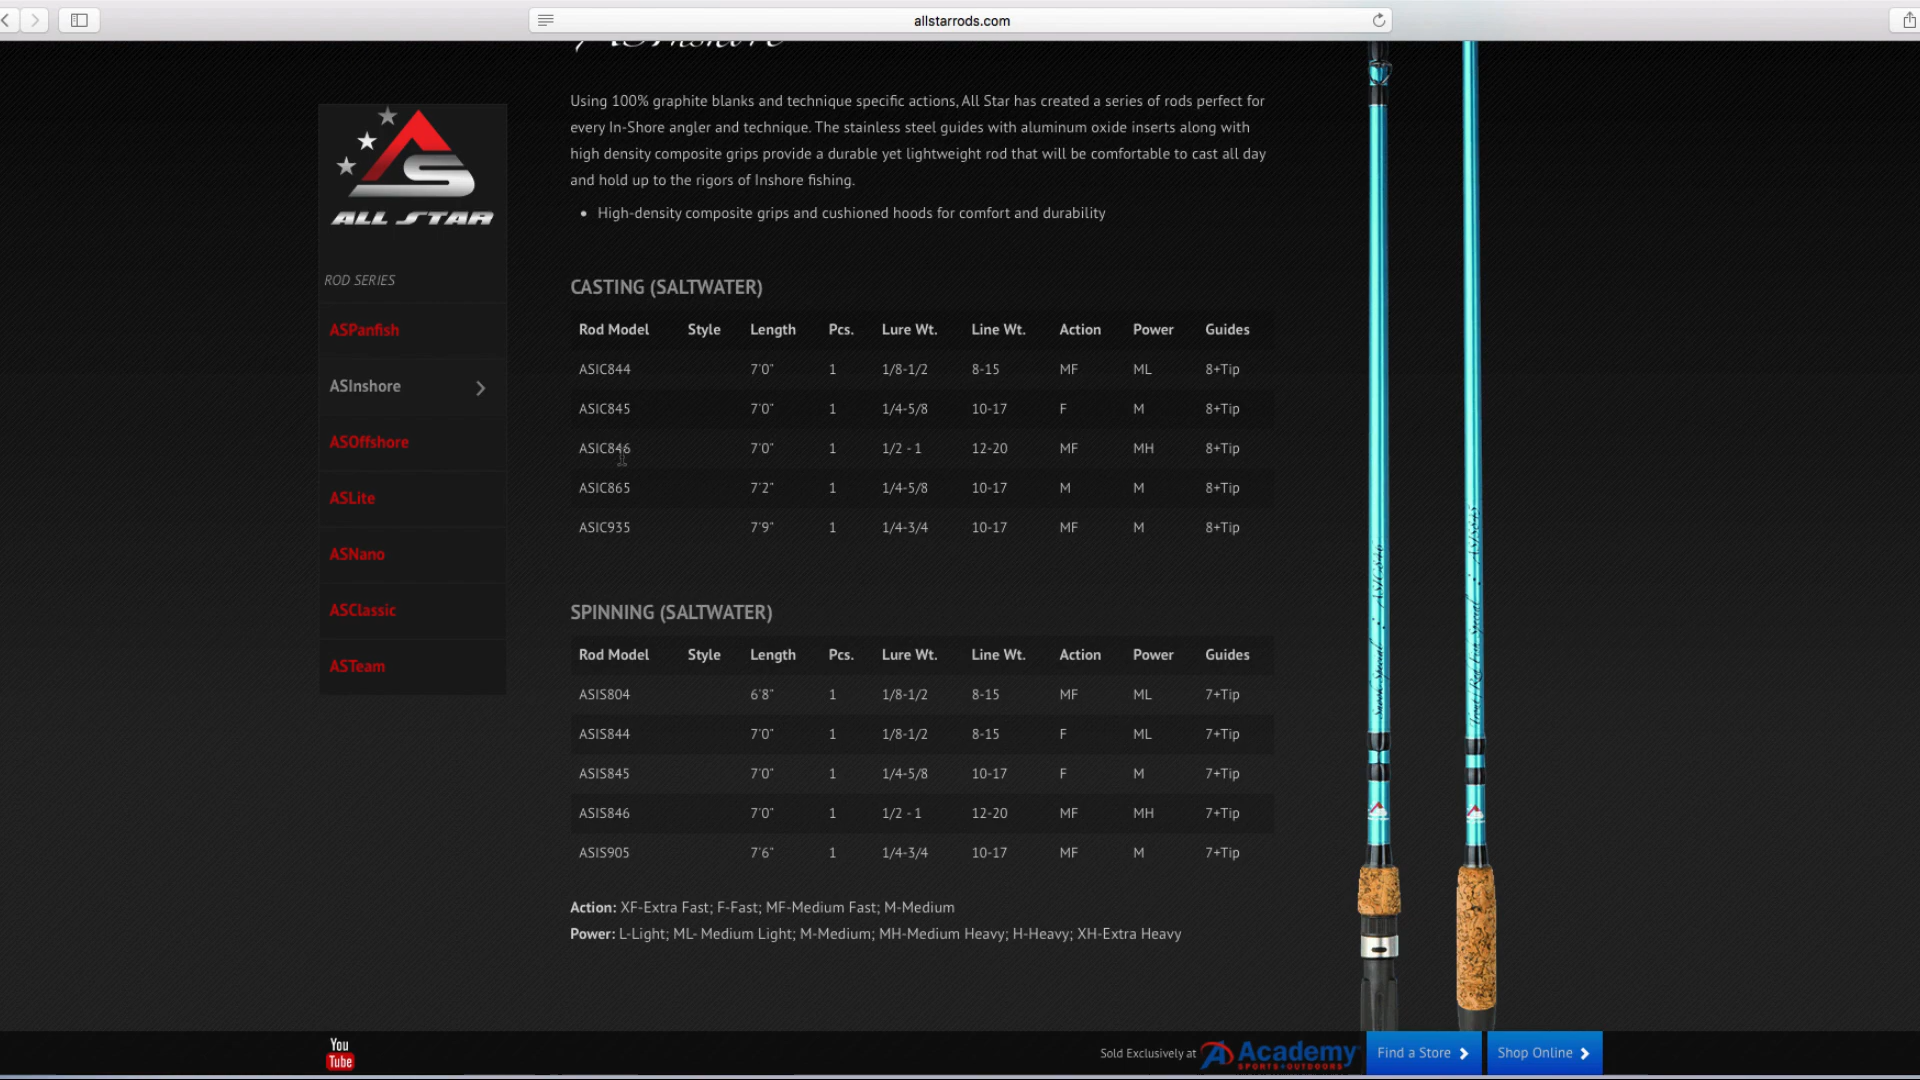 allstarrods.com
ASInshore
Using 100% graphite blanks and technique specific actions, All Star has created a series of rods perfect for
every In-Shore angler and technique. The stainless steel guides with aluminum oxide inserts along with
high density composite grips provide a durable yet lightweight rod that will be comfortable to cast all day
and hold up to the rigors of Inshore fishing.
• High-density composite grips and cushioned hoods for comfort and durability
AS
ALL STAR
ROD SERIES
ASPanfish
ASInshore
ASOffshore
ASLite
ASNano
ASClassic
ASTeam
CASTING (SALTWATER)
Rod Model Style Length Pcs. Lure Wt. Line Wt. Action Power Guides
ASIC844 7'0" 1 1/8-1/2 8-15 MF ML 8+Tip
ASIC845 7'0" 1 1/4-5/8 10-17 F M 8+Tip
ASIC846 7'0" 1 1/2 - 1 12-20 MF MH 8+Tip
ASIC865 7'2" 1 1/4-5/8 10-17 M M 8+Tip
ASIC935 7'9" 1 1/4-3/4 10-17 MF M 8+Tip
SPINNING (SALTWATER)
Rod Model Style Length Pcs. Lure Wt. Line Wt. Action Power Guides
ASIS804 6'8" 1 1/8-1/2 8-15 MF ML 7+Tip
ASIS844 7'0" 1 1/8-1/2 8-15 F ML 7+Tip
ASIS845 7'0" 1 1/4-5/8 10-17 F M 7+Tip
ASIS846 7'0" 1 1/2 - 1 12-20 MF MH 7+Tip
ASIS905 7'6" 1 1/4-3/4 10-17 MF M 7+Tip
Action: XF-Extra Fast; F-Fast; MF-Medium Fast; M-Medium
Power: L-Light; ML- Medium Light; M-Medium; MH-Medium Heavy; H-Heavy; XH-Extra Heavy
Snook Special : ASIC846
Trout/Red Fish Special : ASIS845
You
Tube
Sold Exclusively at Academy
SPORTS+OUTDOORS
Find a Store
Shop Online